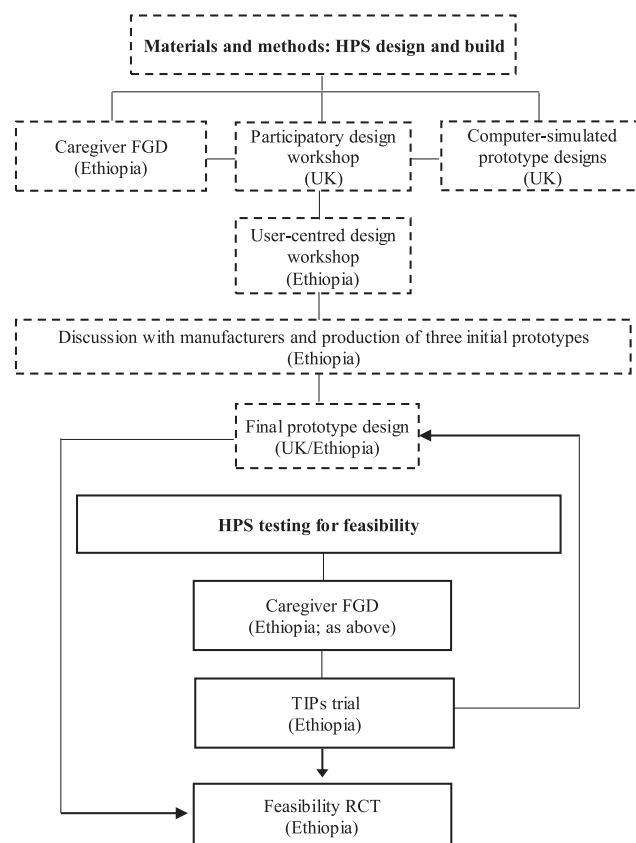 Materials and methods: HPS design and build
Caregiver FGD
(Ethiopia)
Participatory design
workshop
(UK)
Computer-simulated
prototype designs
(UK)
User-centred design
workshop
(Ethiopia)
Discussion with manufacturers and production of three initial prototypes
(Ethiopia)
Final prototype design
(UK/Ethiopia)
HPS testing for feasibility
Caregiver FGD
(Ethiopia; as above)
TIPs trial
(Ethiopia)
Feasibility RCT
(Ethiopia)